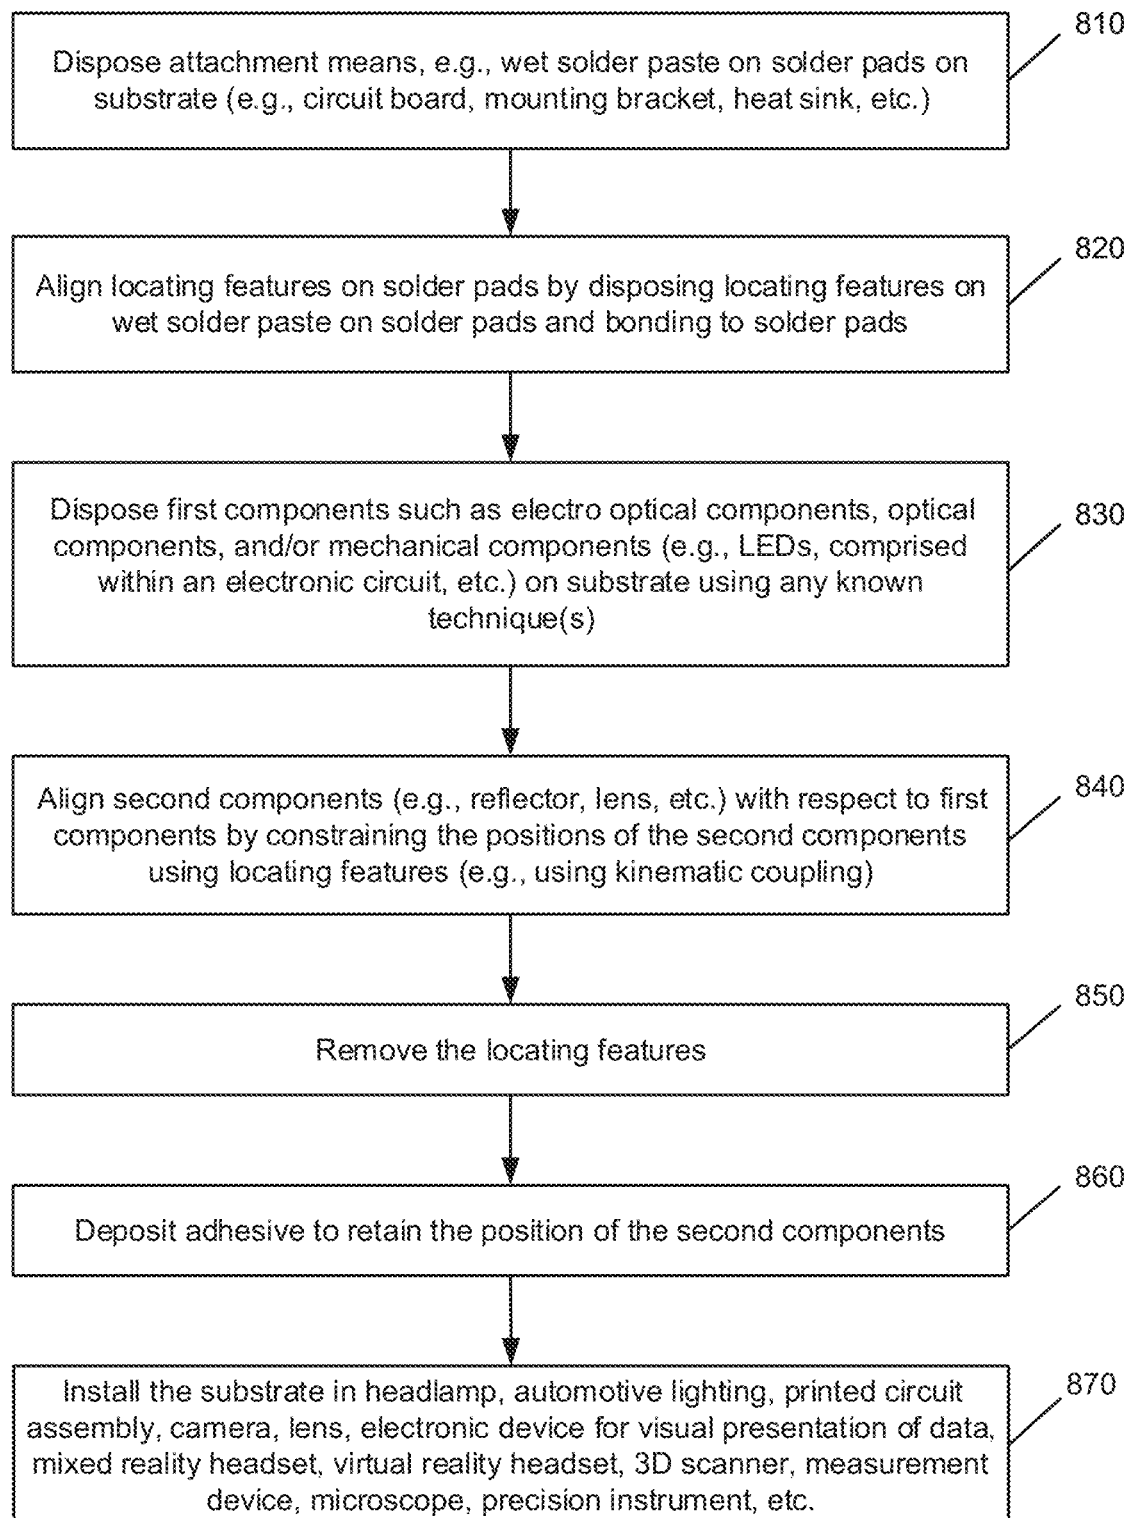 810
Dispose attachment means, e.g., wet solder paste on solder pads on
substrate (e.g., circuit board, mounting bracket, heat sink, etc.)
820
Align locating features on solder pads by disposing locating features on
wet solder paste on solder pads and bonding to solder pads
830
Dispose first components such as electro optical components, optical
components, and/or mechanical components (e.g., LEDs, comprised
within an electronic circuit, etc.) on substrate using any known
technique(s)
840
Align second components (e.g., reflector, lens, etc.) with respect to first
components by constraining the positions of the second components
using locating features (e.g., using kinematic coupling)
850
Remove the locating features
860
Deposit adhesive to retain the position of the second components
870
Install the substrate in headlamp, automotive lighting, printed circuit
assembly, camera, lens, electronic device for visual presentation of data,
mixed reality headset, virtual reality headset, 3D scanner, measurement
device, microscope, precision instrument, etc.